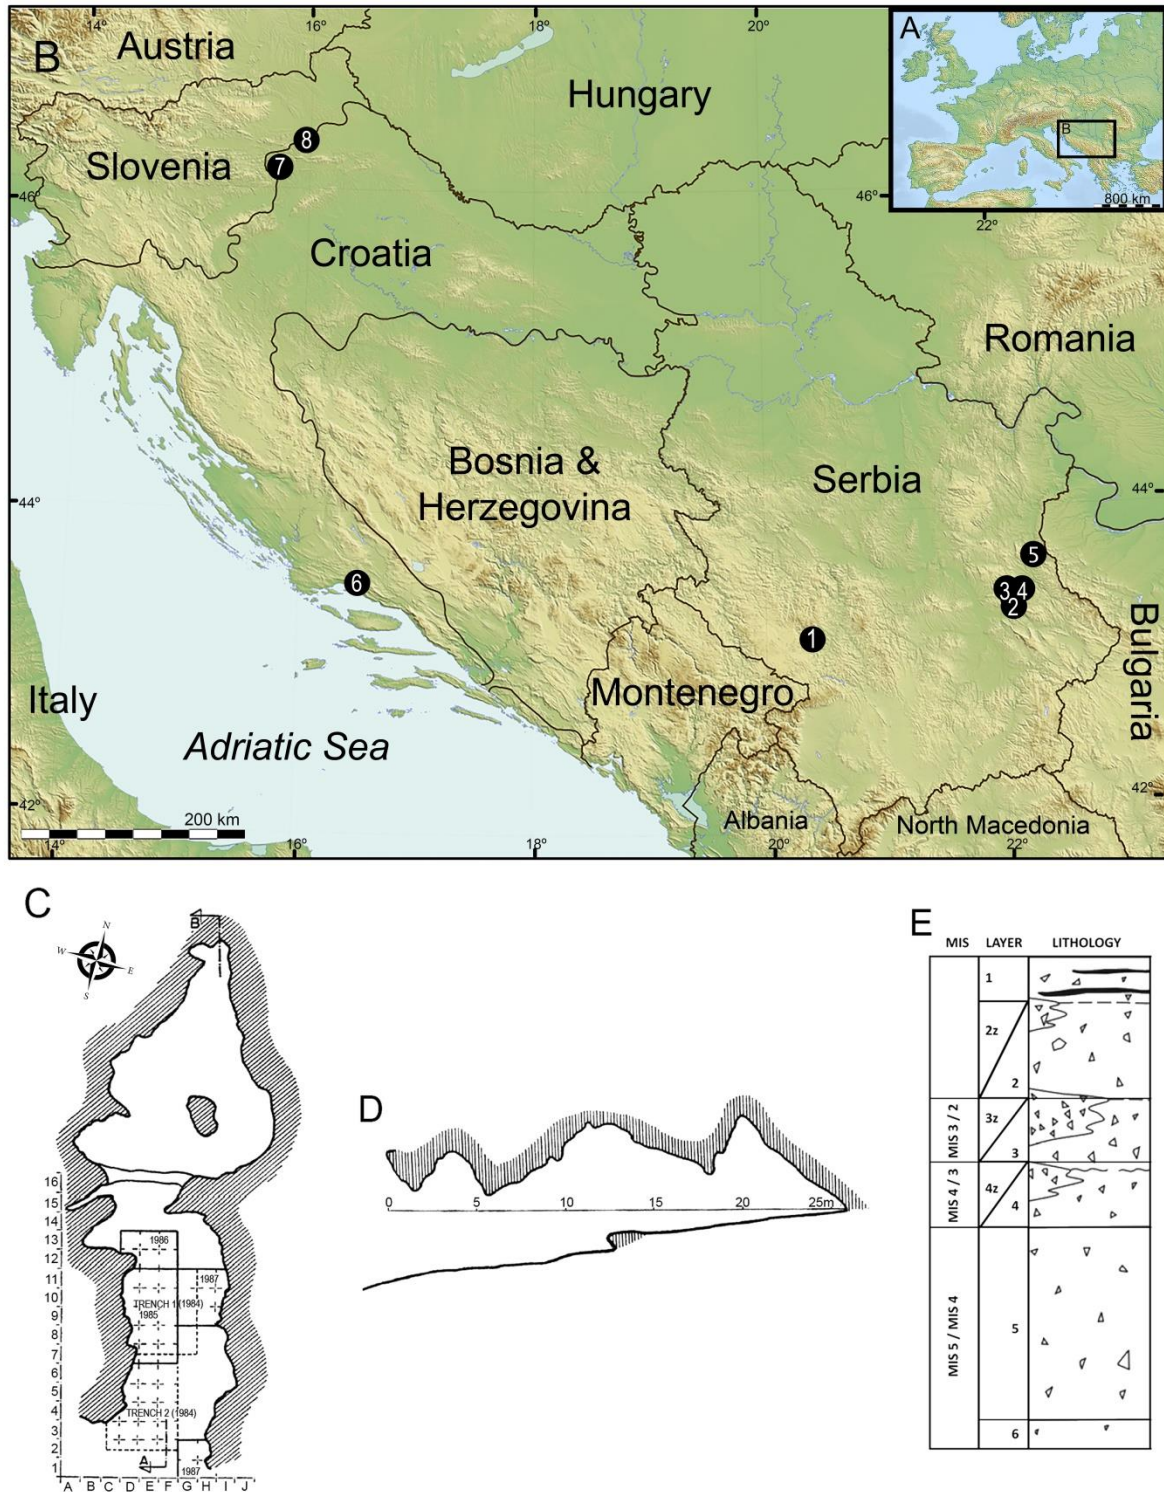 14°
16°
20°
B
Austria
Hungary
A
B
800 km
Slovenia
8
7
46°
46°
22°
Croatia
Romania
Bosnia &
Herzegovina
Serbia
44°
44°
5
6
3
4
2
1
Bulgaria
Italy
Montenegro
Adriatic Sea
42°
42°
200 km
Albania
North Macedonia
14°
16°
18°
20°
22°
C
B
N
W
E
S
16
15
14
13
12
11
10
9
8
7
6
5
4
3
2
1
1986
1987
TRENCH 1 (1984)
1985
TRENCH 2 (1984)
A
1987
A B C D E F G H I J
D
0 5 10 15 20 25m
E
MIS LAYER LITHOLOGY
1
2z
2
MIS 3 / 2
3z
3
MIS 4 / 3
4z
4
MIS 5 / MIS 4
5
6